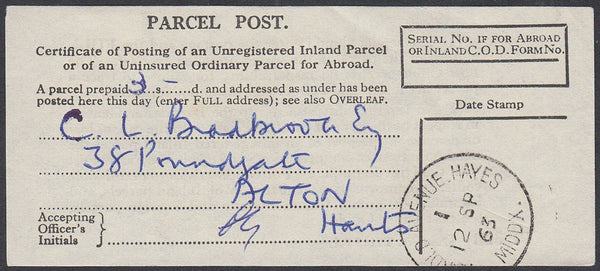 PARCEL POST.
Certificate of Posting of an Unregistered Inland Parcel
or of an Uninsured Ordinary Parcel for Abroad.
A parcel prepaid 3 s. – d. and addressed as under has been
posted here this day (enter FULL address); see also OVERLEAF.
C. L. Bradbrook Esq
38 Poundgate
ALTON
Hants
Accepting
Officer's
Initials
SERIAL NO. IF FOR ABROAD
OR INLAND C.O.D. FORM NO.
Date Stamp
AVENUE, HAYES
MIDDX
1
12 SP
63